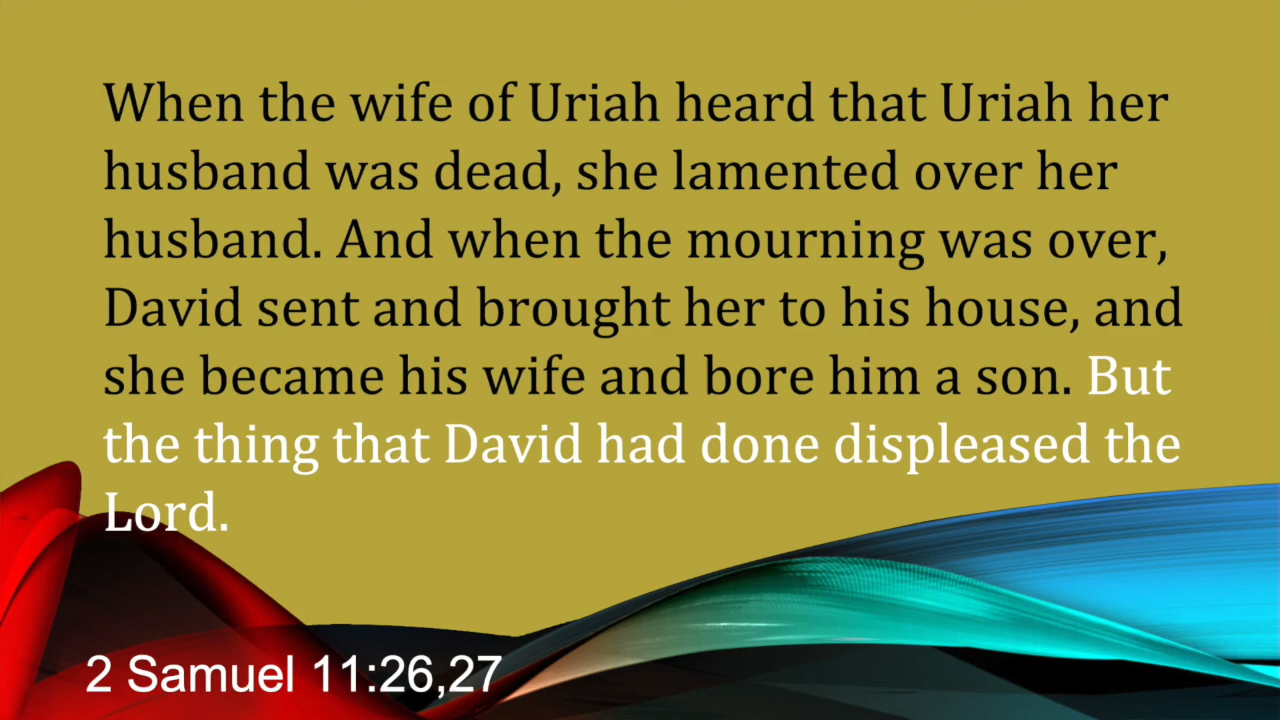 When the wife of Uriah heard that Uriah her
husband was dead, she lamented over her
husband. And when the mourning was over,
David sent and brought her to his house, and
she became his wife and bore him a son. But
the thing that David had done displeased the
Lord.
2 Samuel 11:26,27